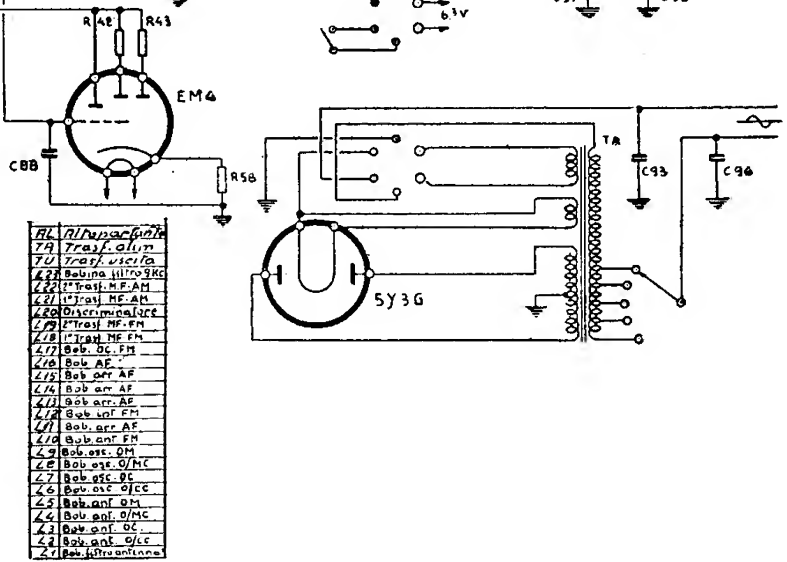 R42 R43
6.3V
EM4
C88
R58
TA
C93
5Y3G
AL Altoparlante
TA Trasf. alim
TU Trasf. uscita
L23 Bobina filtro 9Kc
L22 2° Trasf. M.F. AM
L21 1° Trasf. MF. AM
L20 Discriminatore
L19 2° Trasf MF. FM
L18 1° Trasf MF FM
L17 Bob. OC. FM
L16 Bob AF
L15 Bob arr AF
L14 Bob arr AF
L13 Bob arr. AF
L12 Bob int FM
L11 Bob. arr AF
L10 Bob. ant FM
L9 Bob. osc. OM
L8 Bob osc. O/MC
L7 Bob osc. OC
L6 Bob. osc O/CC
L5 Bob. ant OM
L4 Bob. ant. O/MC
L3 Bob. ant. OC.
L2 Bob. ant. O/CC
L1 Bob. filtro antenna